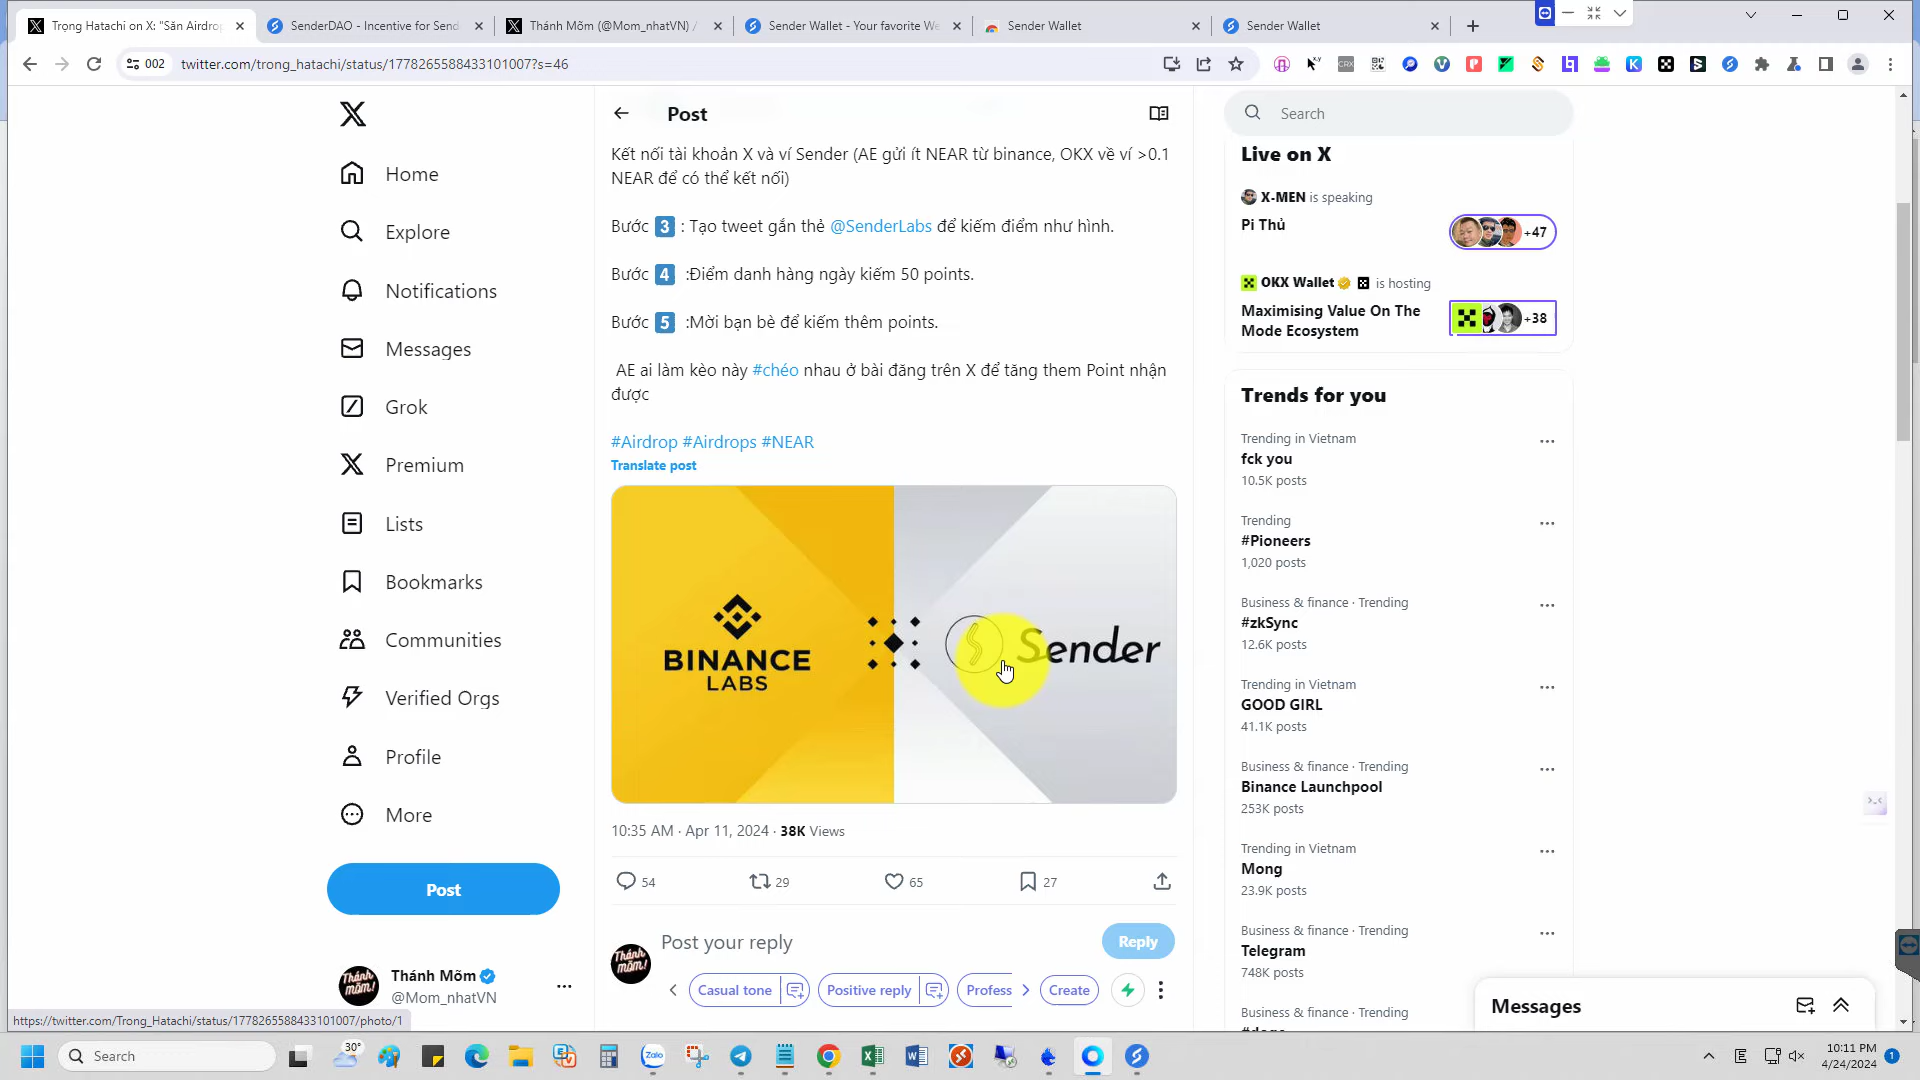 Trọng Hatachi on X: "Săn Airdrop
SenderDAO - Incentive for Send
Thánh Mõm (@Mom_nhatVN) /
Sender Wallet - Your favorite We
Sender Wallet
Sender Wallet
002
twitter.com/trong_hatachi/status/1778265588433101007?s=46
Home
Explore
Notifications
Messages
Grok
Premium
Lists
Bookmarks
Communities
Verified Orgs
Profile
More
Post
Thánh Mõm
@Mom_nhatVN
https://twitter.com/Trong_Hatachi/status/1778265588433101007/photo/1
Post
Kết nối tài khoản X và ví Sender (AE gửi ít NEAR từ binance, OKX về ví >0.1
NEAR để có thể kết nối)
Bước 3 : Tạo tweet gắn thẻ @SenderLabs để kiếm điểm như hình.
Bước 4 :Điểm danh hàng ngày kiếm 50 points.
Bước 5 :Mời bạn bè để kiếm thêm points.
AE ai làm kèo này #chéo nhau ở bài đăng trên X để tăng them Point nhận
được
#Airdrop #Airdrops #NEAR
Translate post
BINANCE
LABS
Sender
10:35 AM · Apr 11, 2024 · 38K Views
54
29
65
27
Thánh
mõm!
Post your reply
Reply
Casual tone
Positive reply
Profess
Create
Search
Live on X
X-MEN is speaking
Pi Thủ
+47
OKX Wallet is hosting
Maximising Value On The
Mode Ecosystem
+38
Trends for you
Trending in Vietnam
fck you
10.5K posts
Trending
#Pioneers
1,020 posts
Business & finance · Trending
#zkSync
12.6K posts
Trending in Vietnam
GOOD GIRL
41.1K posts
Business & finance · Trending
Binance Launchpool
253K posts
Trending in Vietnam
Mong
23.9K posts
Business & finance · Trending
Telegram
748K posts
Business & finance · Trending
Messages
Search
30°
Zalo
10:11 PM
4/24/2024
1